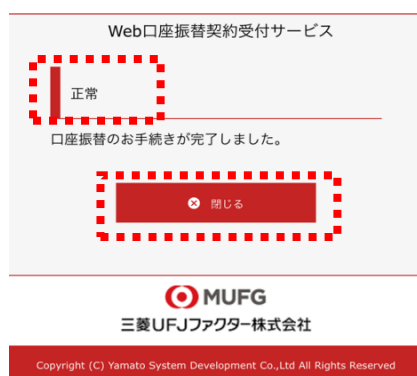 Web口座振替契約受付サービス
正常
口座振替のお手続きが完了しました。
閉じる
MUFG
三菱UFJファクター株式会社
Copyright (C) Yamato System Development Co.,Ltd All Rights Reserved